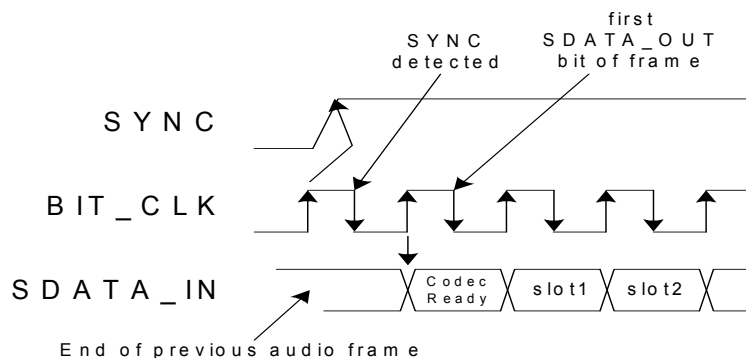 SYNC
detected
first
SDATA_OUT
bit of frame
SYNC
BIT_CLK
SDATA_IN
Codec
Ready
slot1
slot2
End of previous audio frame